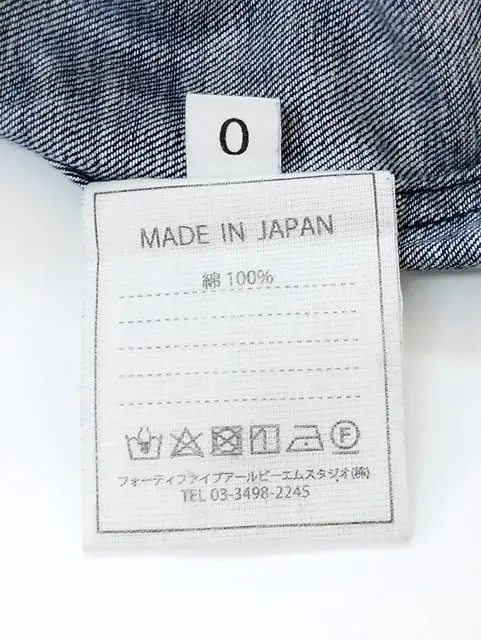 0
MADE IN JAPAN
綿 100%
フォーティファイブアールピーエムスタジオ(株)
TEL 03-3498-2245